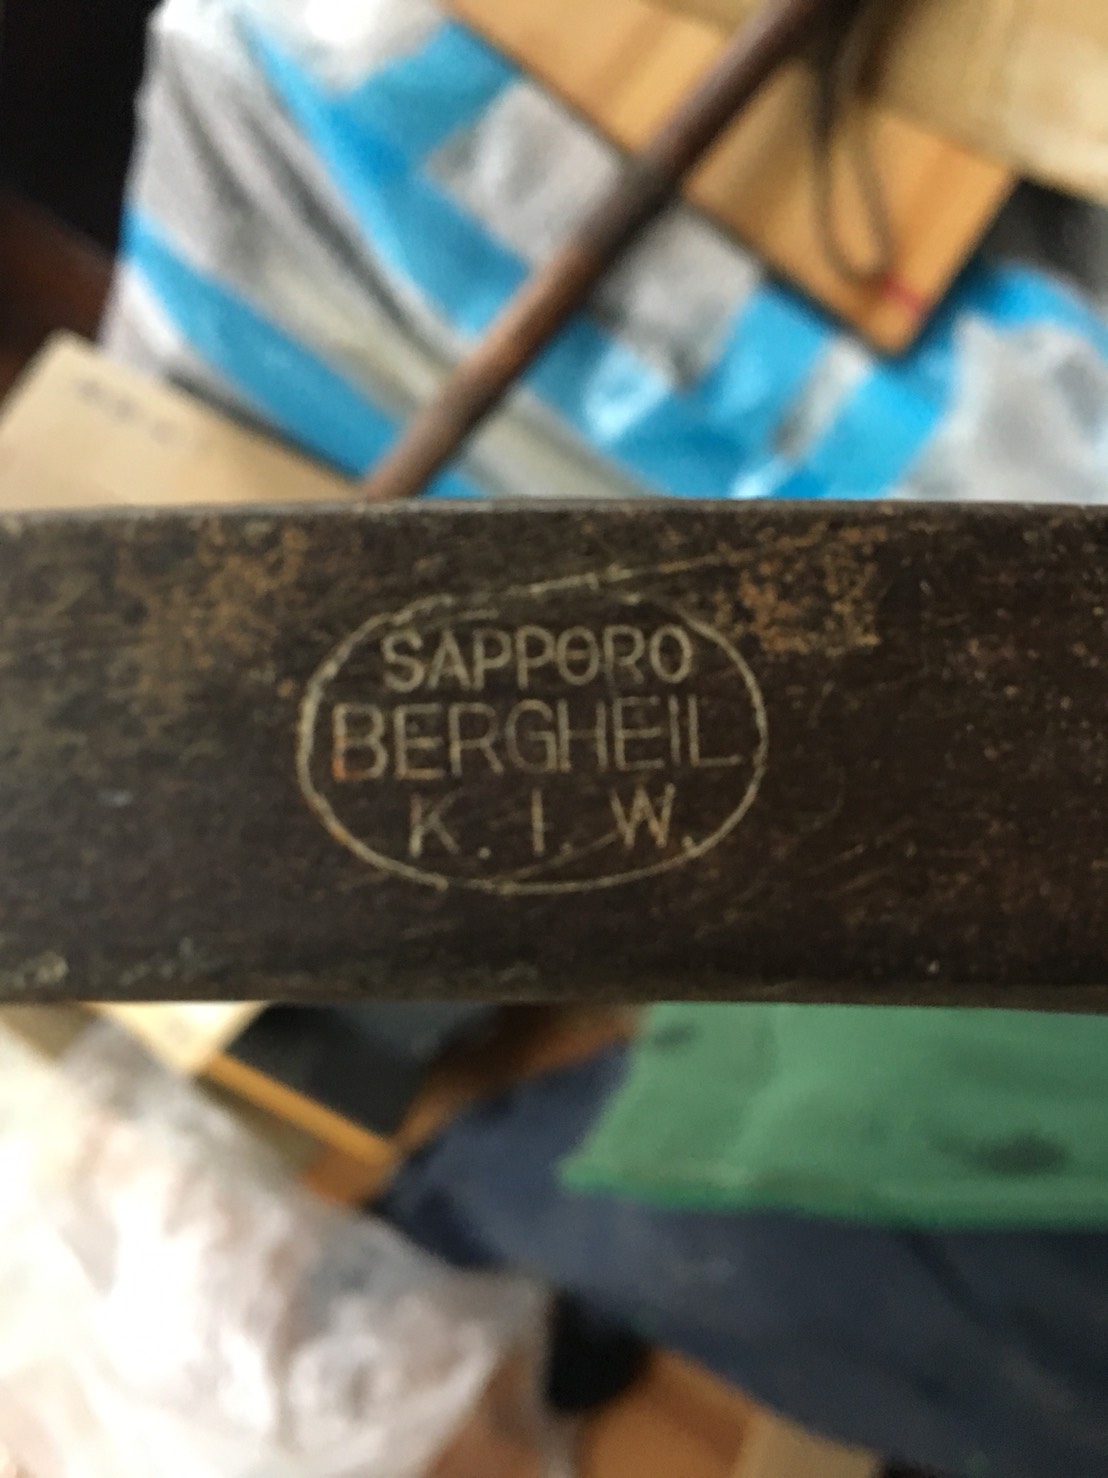 SAPPORO
BERGHEIL
K. I. W.